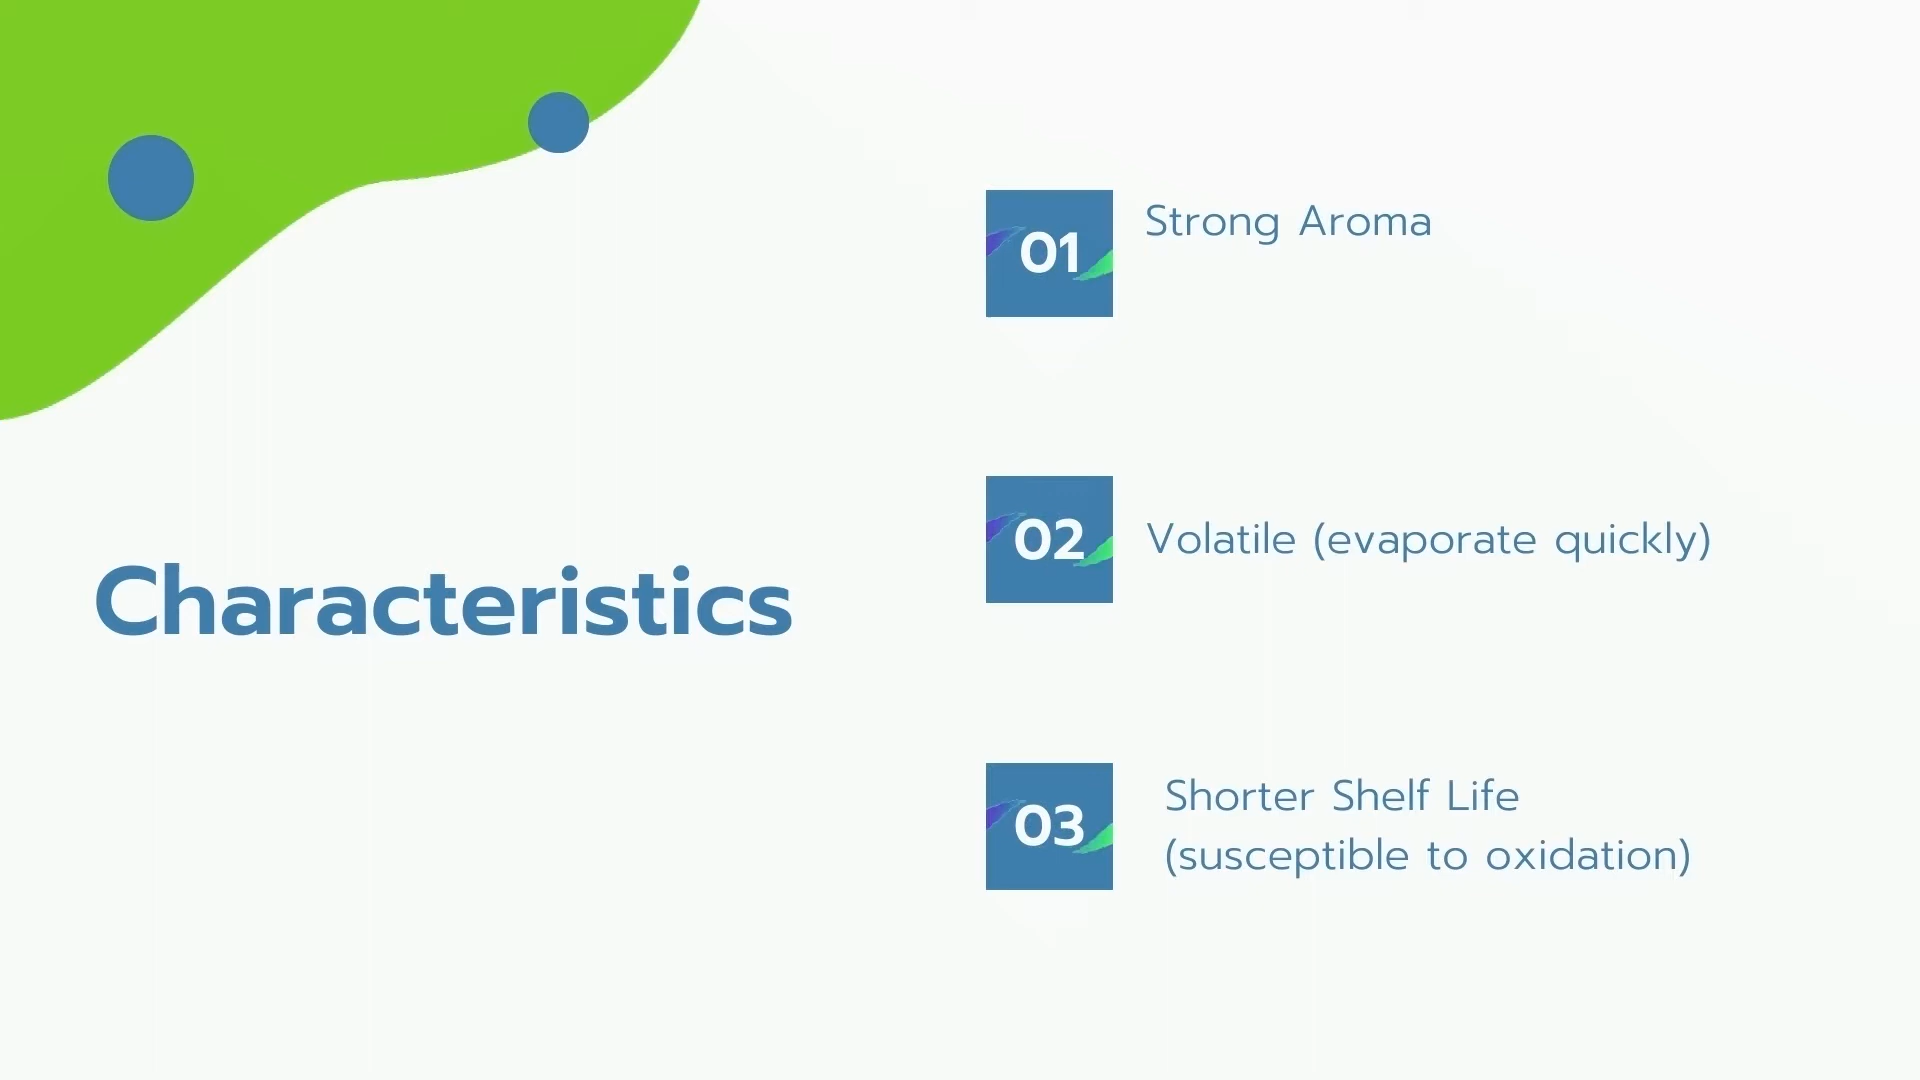 Characteristics
01
Strong Aroma
02
Volatile (evaporate quickly)
03
Shorter Shelf Life
(susceptible to oxidation)